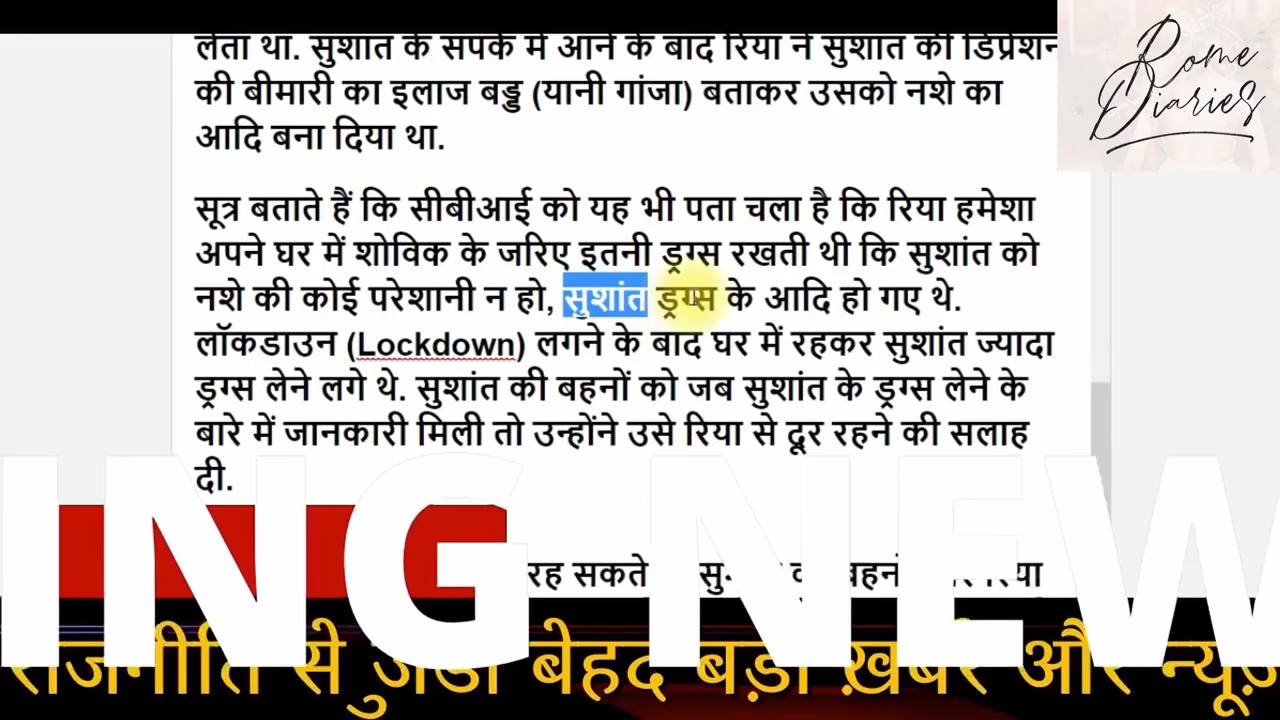 लेता था. सुशांत के संपर्क में आने के बाद रिया ने सुशांत की डिप्रेशन
Rome
Diaries
की बीमारी का इलाज बड्ड (यानी गांजा) बताकर उसको नशे का
आदि बना दिया था.
सूत्र बताते हैं कि सीबीआई को यह भी पता चला है कि रिया हमेशा
अपने घर में शोविक के जरिए इतनी ड्रग्स रखती थी कि सुशांत को
नशे की कोई परेशानी न हो, सुशांत ड्रग्स के आदि हो गए थे.
लॉकडाउन (Lockdown) लगने के बाद घर में रहकर सुशांत ज्यादा
ड्रग्स लेने लगे थे. सुशांत की बहनों को जब सुशांत के ड्रग्स लेने के
बारे में जानकारी मिली तो उन्होंने उसे रिया से दूर रहने की सलाह
दी.
ING NEW
रह सकते
राजनीति से जुडी बेहद बड़ी ख़बरें और न्यूज़